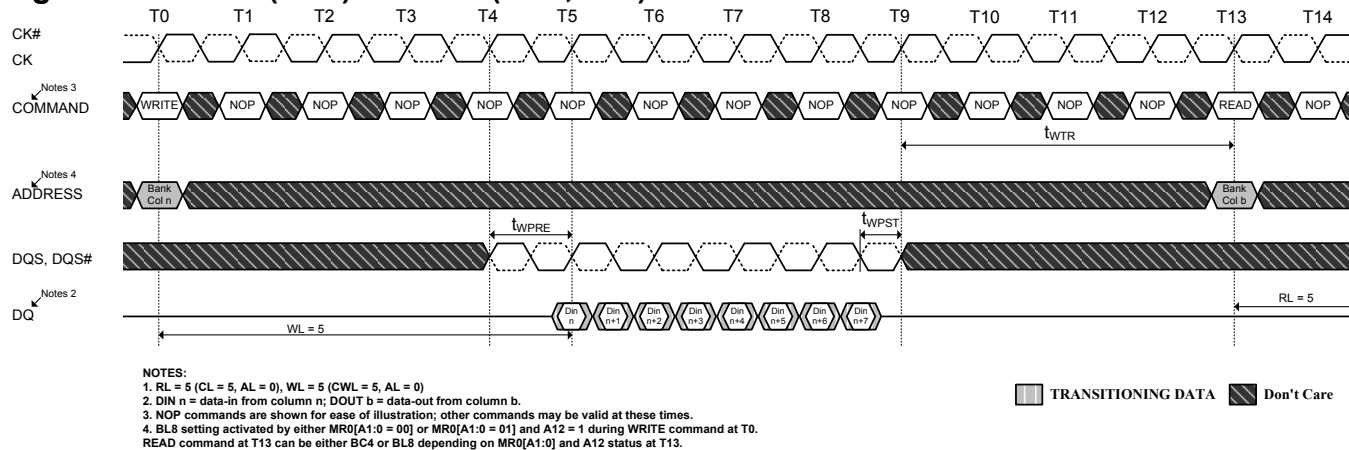 T0 T1 T2 T3 T4 T5 T6 T7 T8 T9 T10 T11 T12 T13 T14
CK#
CK
Notes 3
COMMAND
WRITE NOP NOP NOP NOP NOP NOP NOP NOP NOP NOP NOP NOP READ NOP
tWTR
Notes 4
ADDRESS
Bank Bank
Col n Col b
tWPRE tWPST
DQS, DQS#
Notes 2
DQ
Din Din Din Din Din Din Din Din
n n+1 n+2 n+3 n+4 n+5 n+6 n+7
RL = 5
WL = 5
NOTES:
1. RL = 5 (CL = 5, AL = 0), WL = 5 (CWL = 5, AL = 0)
2. DIN n = data-in from column n; DOUT b = data-out from column b.
3. NOP commands are shown for ease of illustration; other commands may be valid at these times.
4. BL8 setting activated by either MR0[A1:0 = 00] or MR0[A1:0 = 01] and A12 = 1 during WRITE command at T0.
READ command at T13 can be either BC4 or BL8 depending on MR0[A1:0] and A12 status at T13.
TRANSITIONING DATA Don't Care